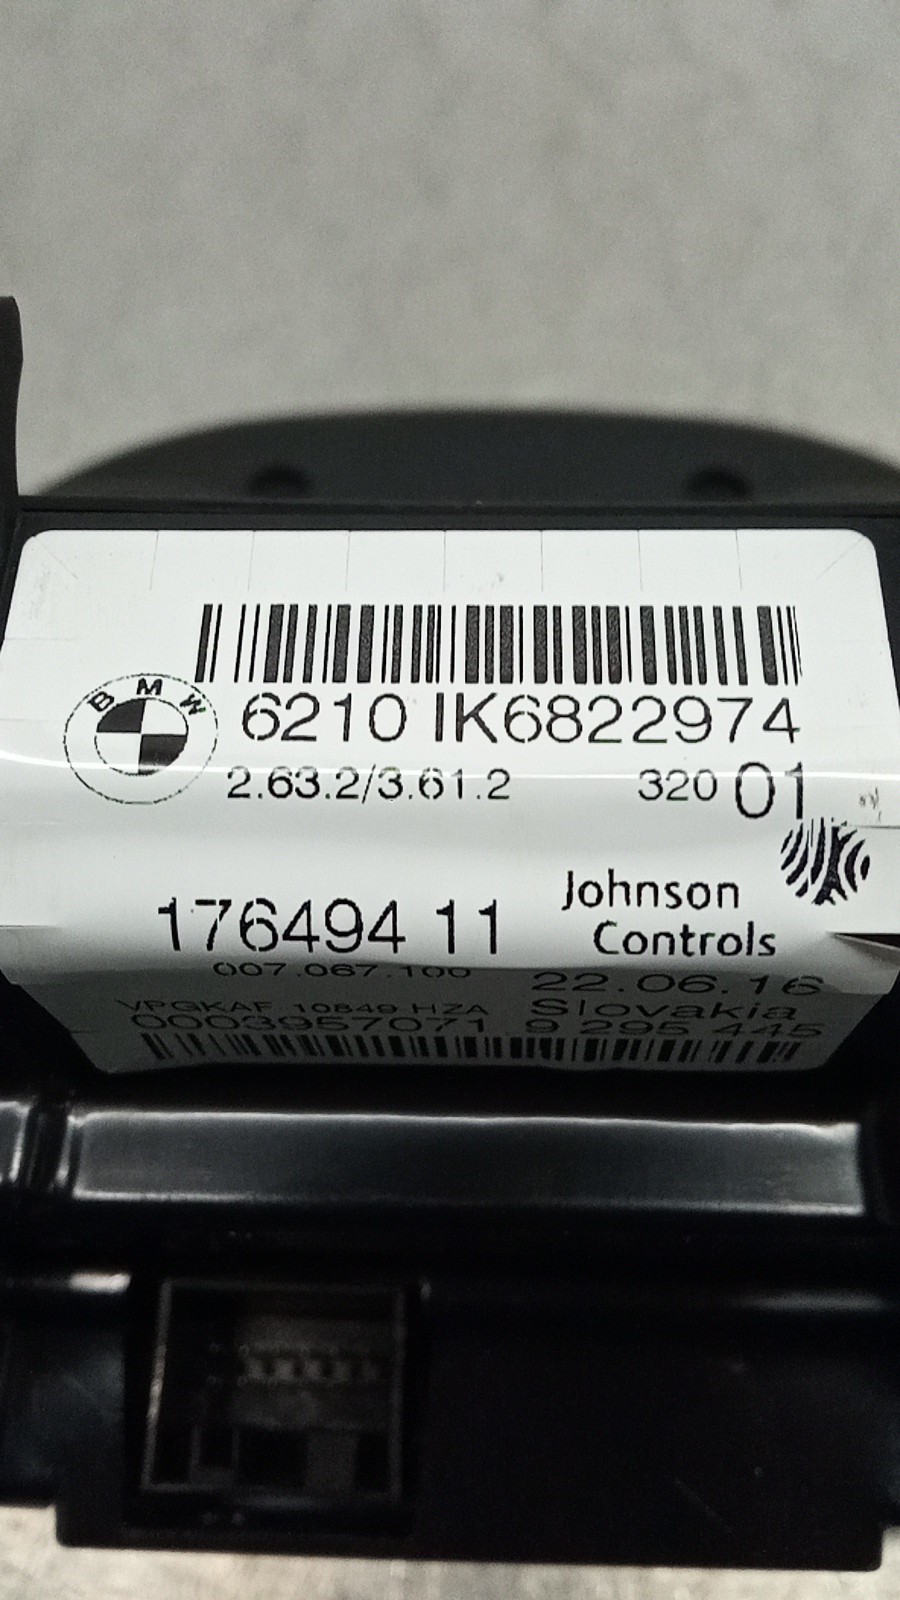 BMW
6210 IK6822974
2.63.2/3.61.2 320 01
Johnson
Controls
176494 11
007.067.100 22.06.16
VPGKAF 10849 HZA Slovakia
0003957071 9 295 445